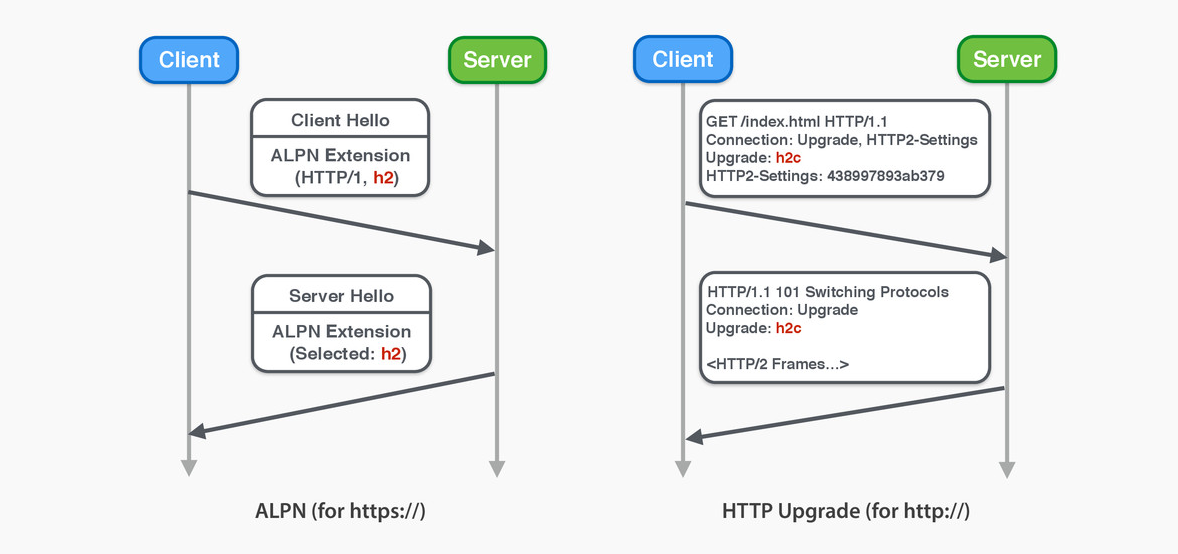 Client
Server
Client Hello
ALPN Extension
(HTTP/1, h2)
Server Hello
ALPN Extension
(Selected: h2)
ALPN (for https://)
Client
Server
GET /index.html HTTP/1.1
Connection: Upgrade, HTTP2-Settings
Upgrade: h2c
HTTP2-Settings: 438997893ab379
HTTP/1.1 101 Switching Protocols
Connection: Upgrade
Upgrade: h2c
<HTTP/2 Frames...>
HTTP Upgrade (for http://)